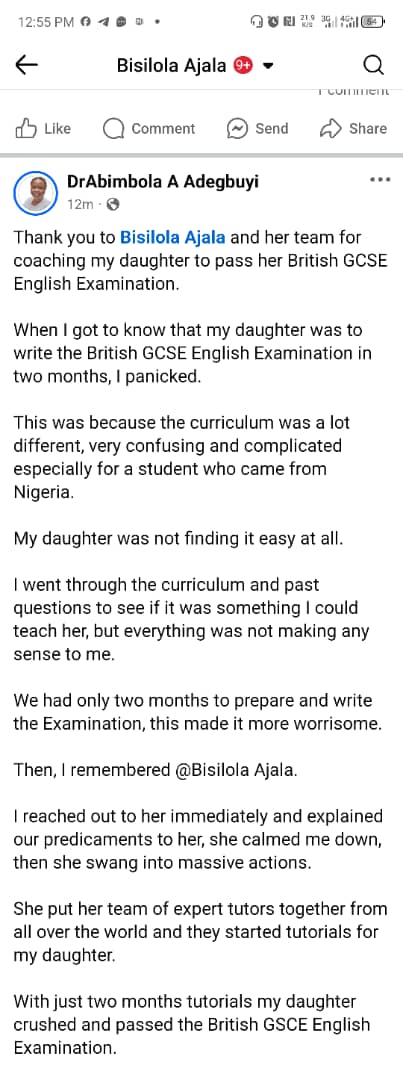 12:55 PM
21.9 K/S 3G 4G+ 54
Bisilola Ajala 9+
1 comment
Like Comment Send Share
DrAbimbola A Adegbuyi
12m ·
Thank you to Bisilola Ajala and her team for
coaching my daughter to pass her British GCSE
English Examination.
When I got to know that my daughter was to
write the British GCSE English Examination in
two months, I panicked.
This was because the curriculum was a lot
different, very confusing and complicated
especially for a student who came from
Nigeria.
My daughter was not finding it easy at all.
I went through the curriculum and past
questions to see if it was something I could
teach her, but everything was not making any
sense to me.
We had only two months to prepare and write
the Examination, this made it more worrisome.
Then, I remembered @Bisilola Ajala.
I reached out to her immediately and explained
our predicaments to her, she calmed me down,
then she swang into massive actions.
She put her team of expert tutors together from
all over the world and they started tutorials for
my daughter.
With just two months tutorials my daughter
crushed and passed the British GSCE English
Examination.